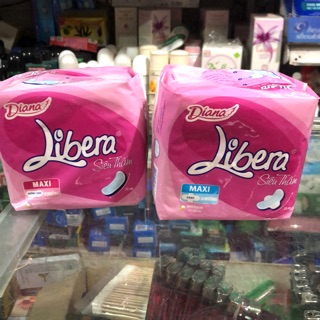 Diana
Libera
Siêu Thấm
MAXI
Diana
Libera
Siêu Thấm
MAXI